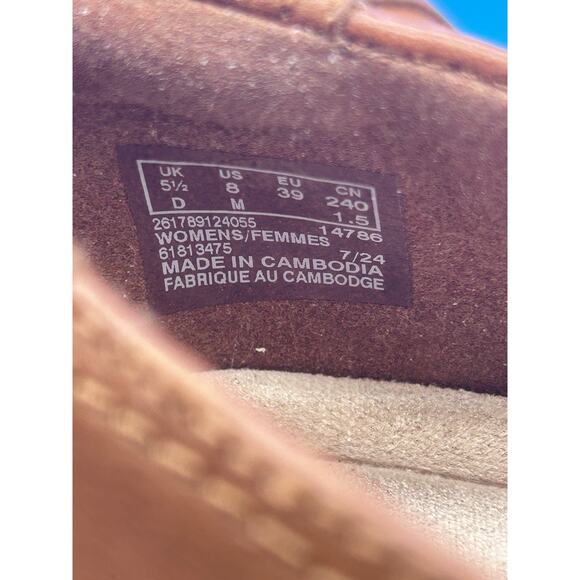 UK US EU CN
5½ 8 39 240
D M 1.5
261789124055 14786
WOMENS/FEMMES
61813475 7/24
MADE IN CAMBODIA
FABRIQUE AU CAMBODGE